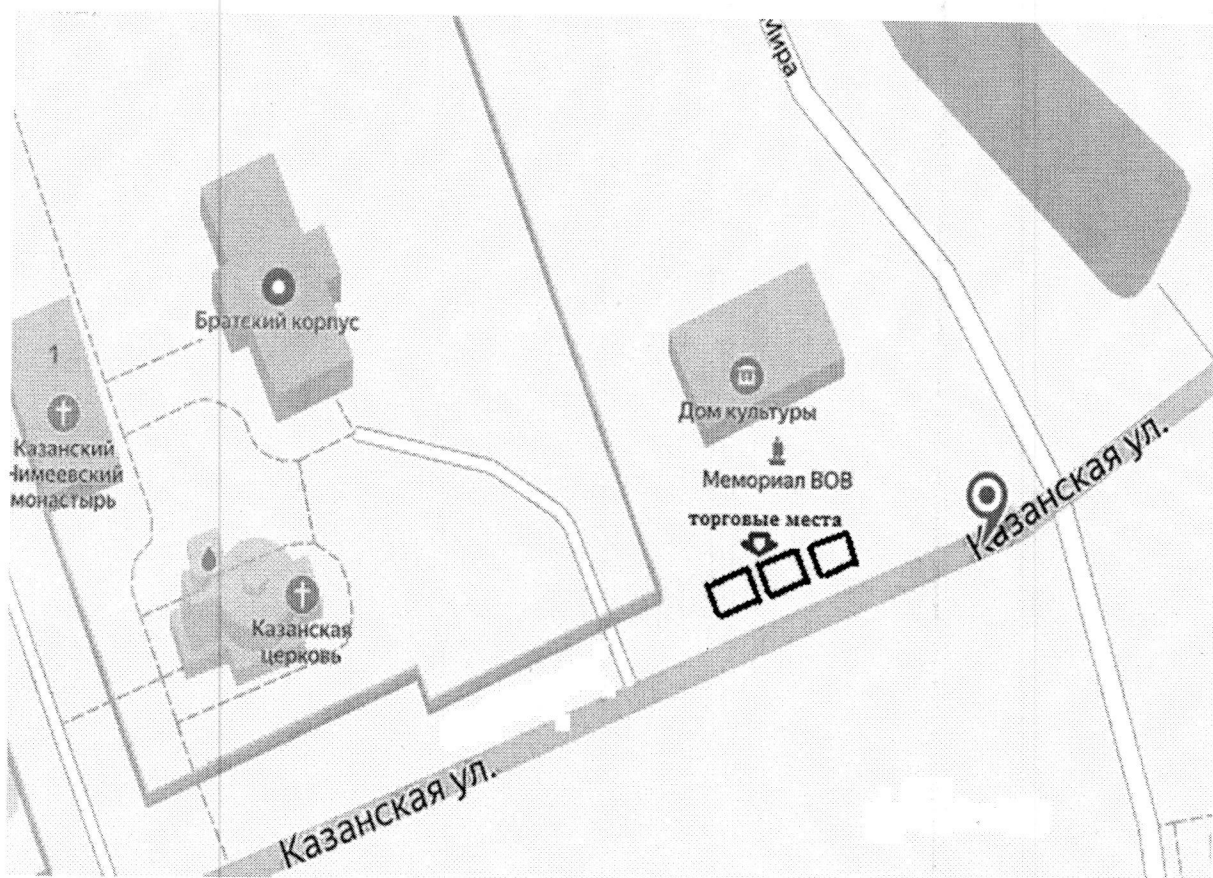 Мира
Братский корпус
1
Казанский
Чимеевский
монастырь
Дом культуры
Мемориал ВОВ
торговые места
Казанская ул.
Казанская
церковь
Казанская ул.